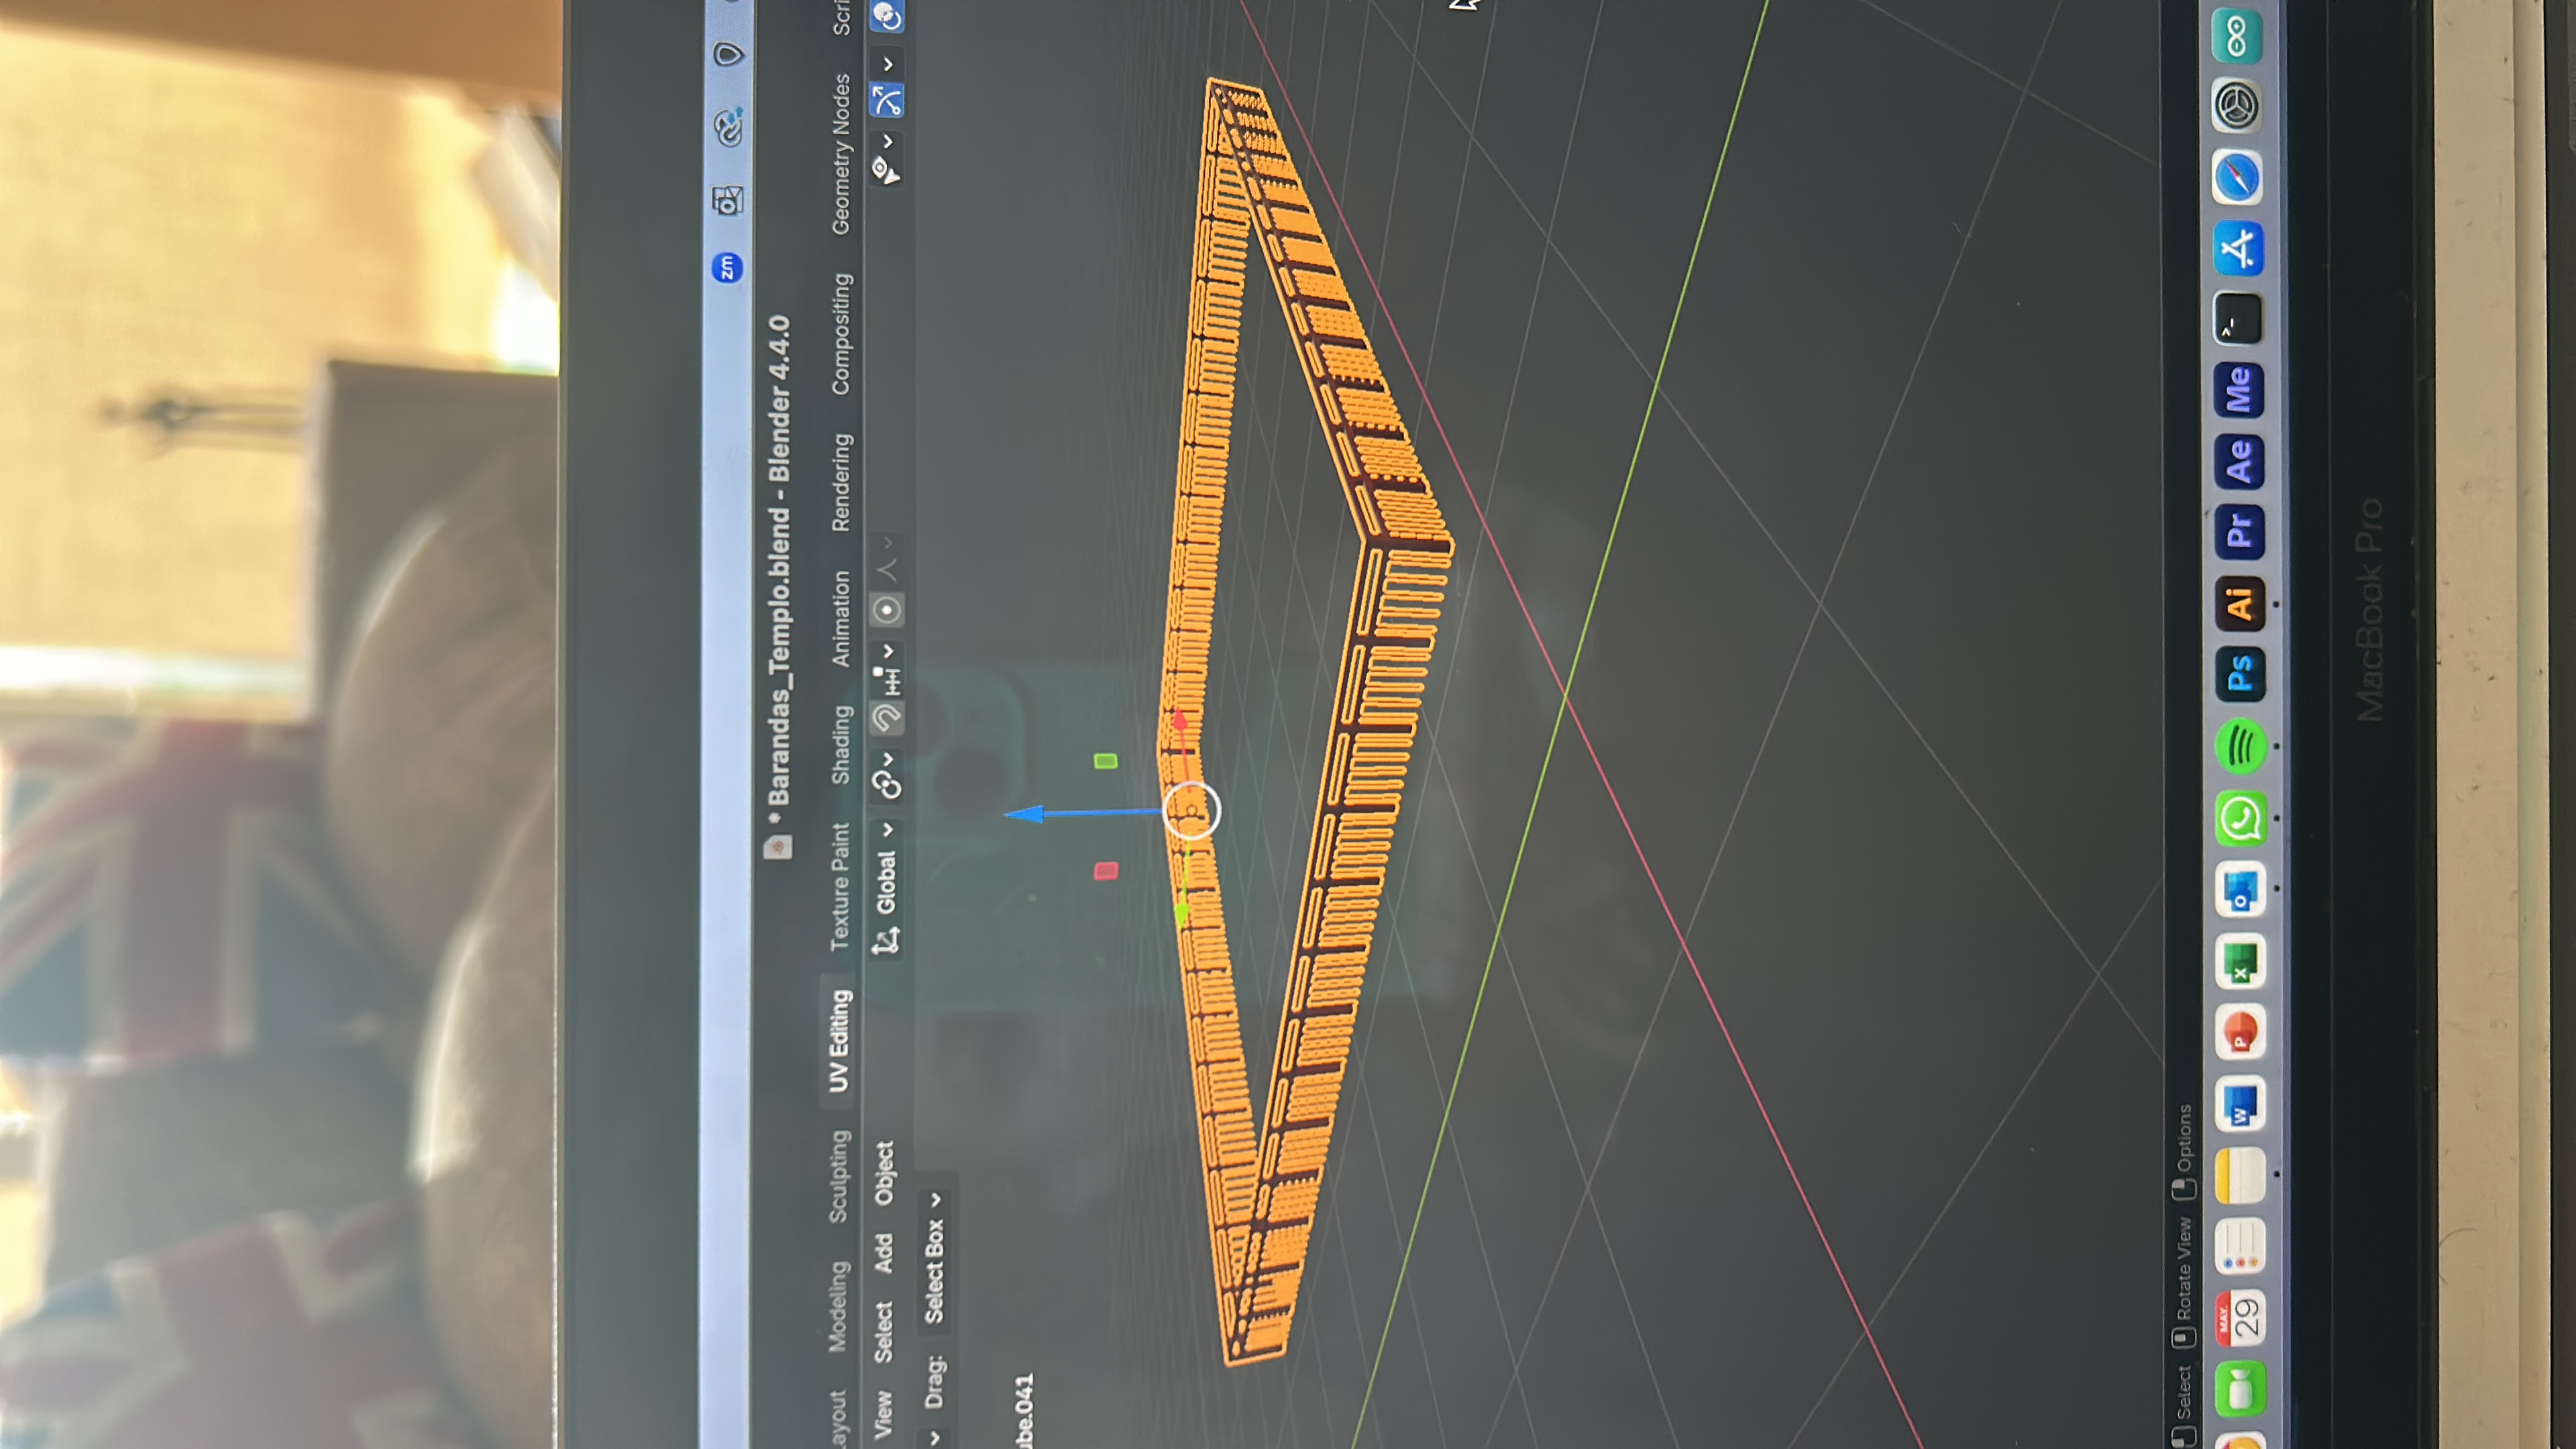 zm
* Barandas_Templo.blend - Blender 4.4.0
ayout Modeling Sculpting UV Editing Texture Paint Shading Animation Rendering Compositing Geometry Nodes Scri
View Select Add Object Global
Drag: Select Box
ube.041
Select Rotate View Options
MAY.
29
W P X O Ps Ai Pr Ae Me >_
MacBook Pro